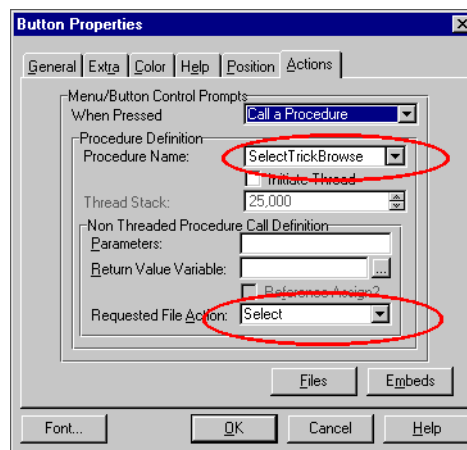 Button Properties
General Extra Color Help Position Actions
Menu/Button Control Prompts
When Pressed Call a Procedure
Procedure Definition
Procedure Name: SelectTrickBrowse
Initiate Thread
Thread Stack: 25,000
Non Threaded Procedure Call Definition
Parameters:
Return Value Variable: ...
Reference Assign?
Requested File Action: Select
Files Embeds
Font... OK Cancel Help